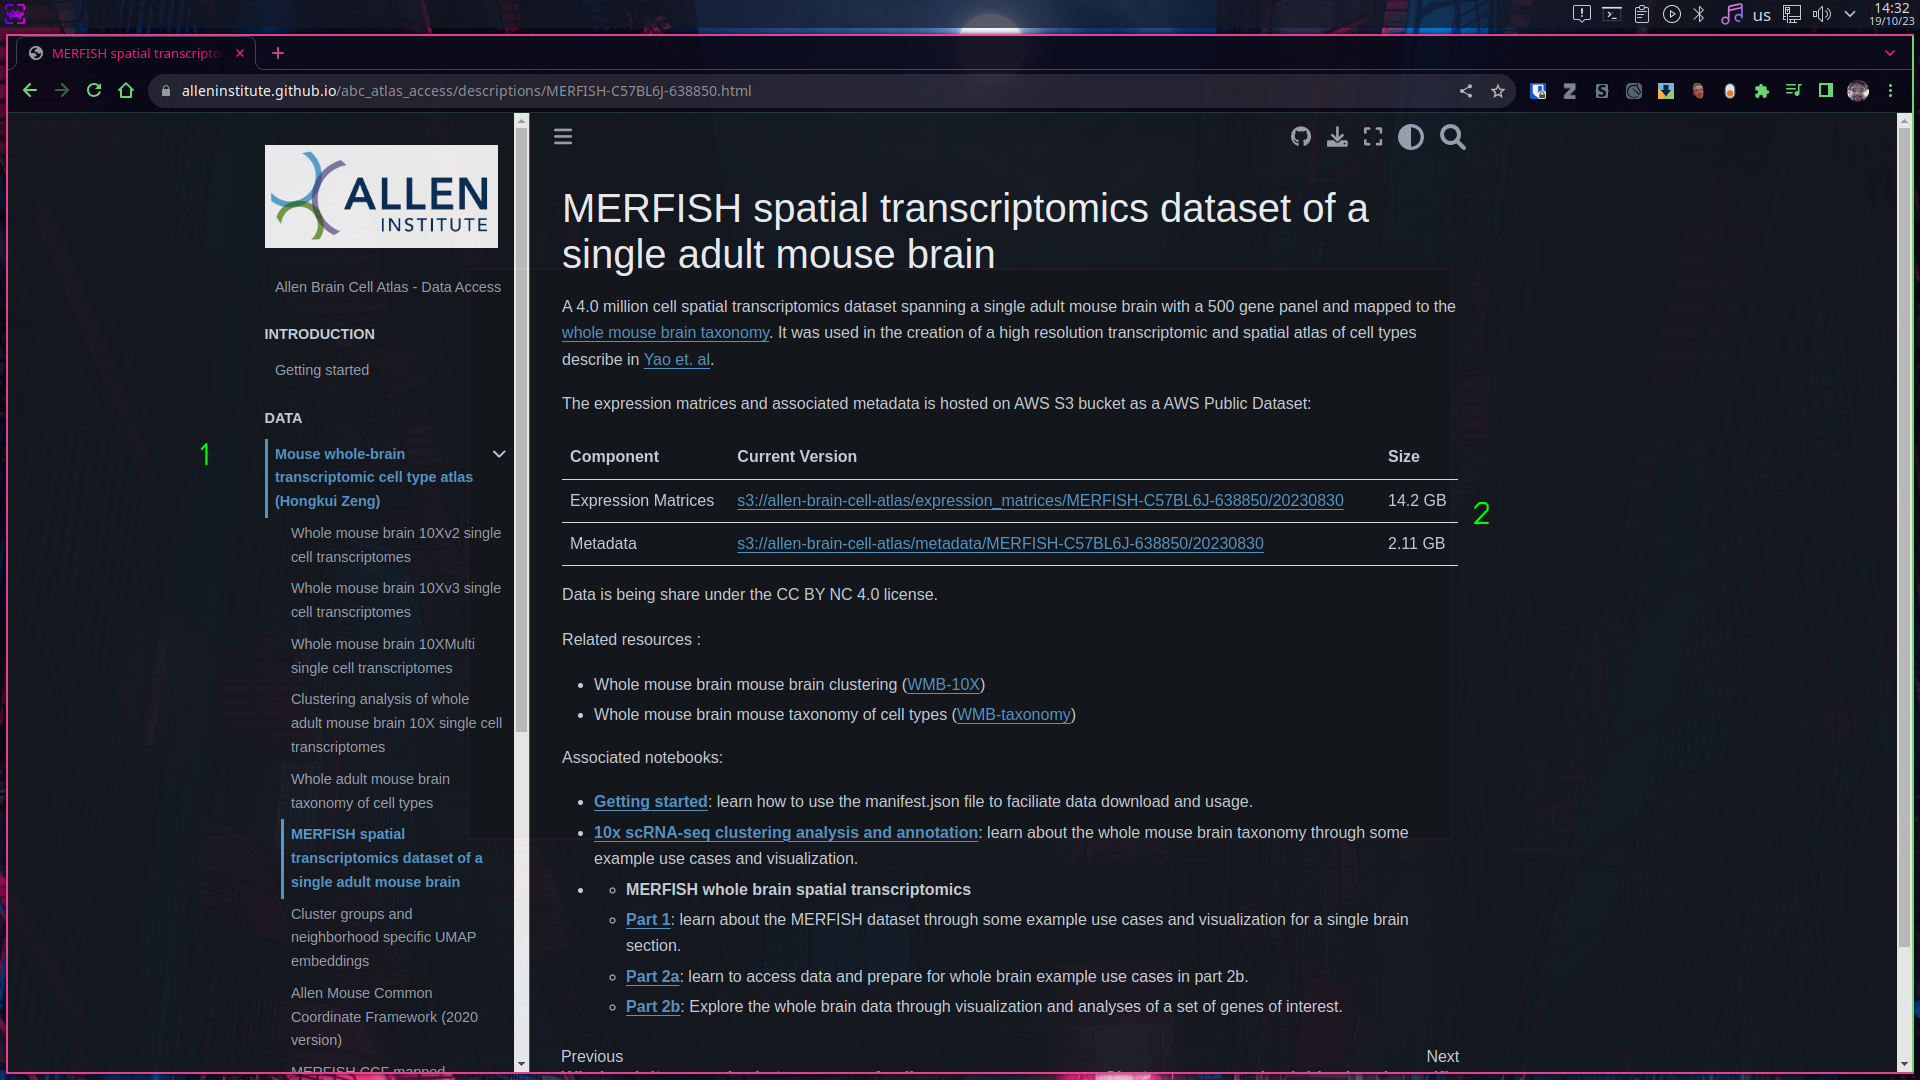 us
14:32
19/10/23
MERFISH spatial transcripto
alleninstitute.github.io/abc_atlas_access/descriptions/MERFISH-C57BL6J-638850.html
ALLEN
INSTITUTE
Allen Brain Cell Atlas - Data Access
INTRODUCTION
Getting started
DATA
1
Mouse whole-brain
transcriptomic cell type atlas
(Hongkui Zeng)
Whole mouse brain 10Xv2 single
cell transcriptomes
Whole mouse brain 10Xv3 single
cell transcriptomes
Whole mouse brain 10XMulti
single cell transcriptomes
Clustering analysis of whole
adult mouse brain 10X single cell
transcriptomes
Whole adult mouse brain
taxonomy of cell types
MERFISH spatial
transcriptomics dataset of a
single adult mouse brain
Cluster groups and
neighborhood specific UMAP
embeddings
Allen Mouse Common
Coordinate Framework (2020
version)
MERFISH CCF mapped
MERFISH spatial transcriptomics dataset of a
single adult mouse brain
A 4.0 million cell spatial transcriptomics dataset spanning a single adult mouse brain with a 500 gene panel and mapped to the
whole mouse brain taxonomy. It was used in the creation of a high resolution transcriptomic and spatial atlas of cell types
describe in Yao et. al.
The expression matrices and associated metadata is hosted on AWS S3 bucket as a AWS Public Dataset:
Component Current Version Size
Expression Matrices s3://allen-brain-cell-atlas/expression_matrices/MERFISH-C57BL6J-638850/20230830 14.2 GB
2
Metadata s3://allen-brain-cell-atlas/metadata/MERFISH-C57BL6J-638850/20230830 2.11 GB
Data is being share under the CC BY NC 4.0 license.
Related resources :
• Whole mouse brain mouse brain clustering (WMB-10X)
• Whole mouse brain mouse taxonomy of cell types (WMB-taxonomy)
Associated notebooks:
• Getting started: learn how to use the manifest.json file to faciliate data download and usage.
• 10x scRNA-seq clustering analysis and annotation: learn about the whole mouse brain taxonomy through some
example use cases and visualization.
• ◦ MERFISH whole brain spatial transcriptomics
◦ Part 1: learn about the MERFISH dataset through some example use cases and visualization for a single brain
section.
◦ Part 2a: learn to access data and prepare for whole brain example use cases in part 2b.
◦ Part 2b: Explore the whole brain data through visualization and analyses of a set of genes of interest.
Previous Next